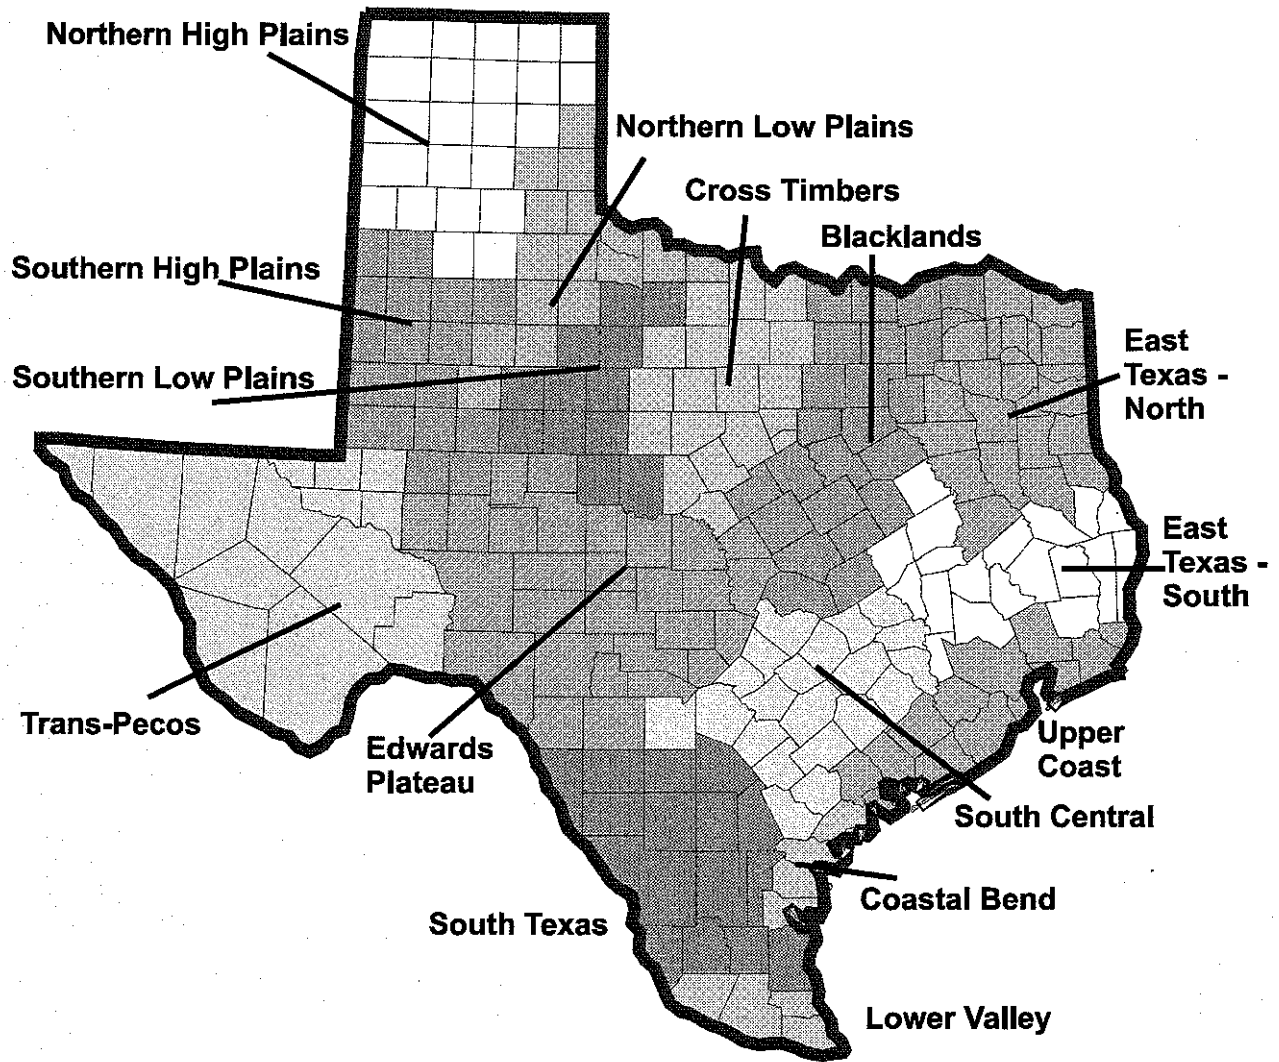 Northern High Plains
Northern Low Plains
Cross Timbers
Blacklands
Southern High Plains
East
Texas -
North
Southern Low Plains
East
Texas -
South
Trans-Pecos
Edwards
Plateau
Upper
Coast
South Central
Coastal Bend
South Texas
Lower Valley